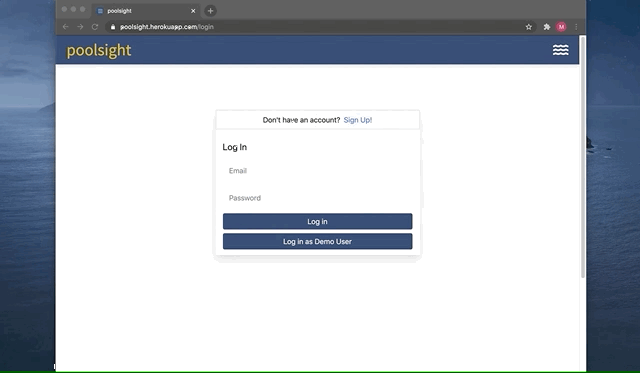 poolsight
poolsight.herokuapp.com/login
M
poolsight
Don't have an account? Sign Up!
Log In
Email
Password
Log in
Log in as Demo User